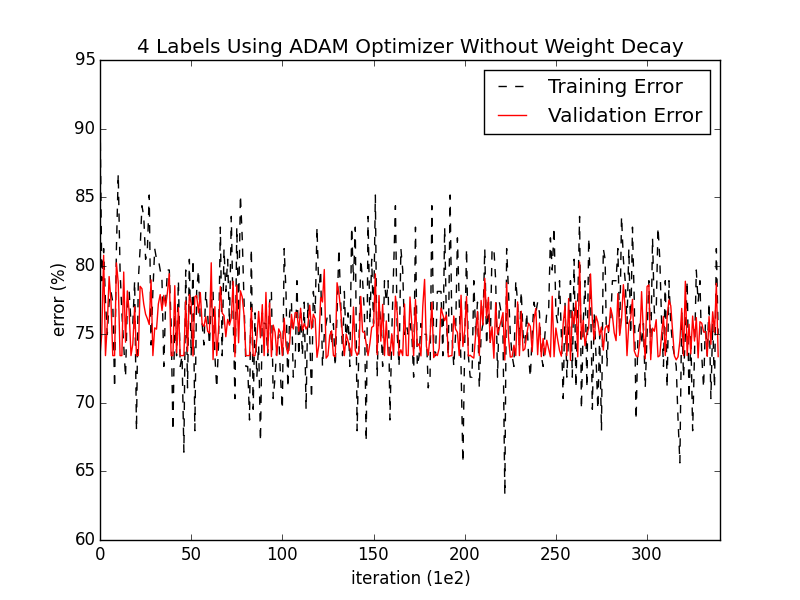 4 Labels Using ADAM Optimizer Without Weight Decay
95
90
85
80
75
70
65
60
error (%)
Training Error
Validation Error
0 50 100 150 200 250 300
iteration (1e2)